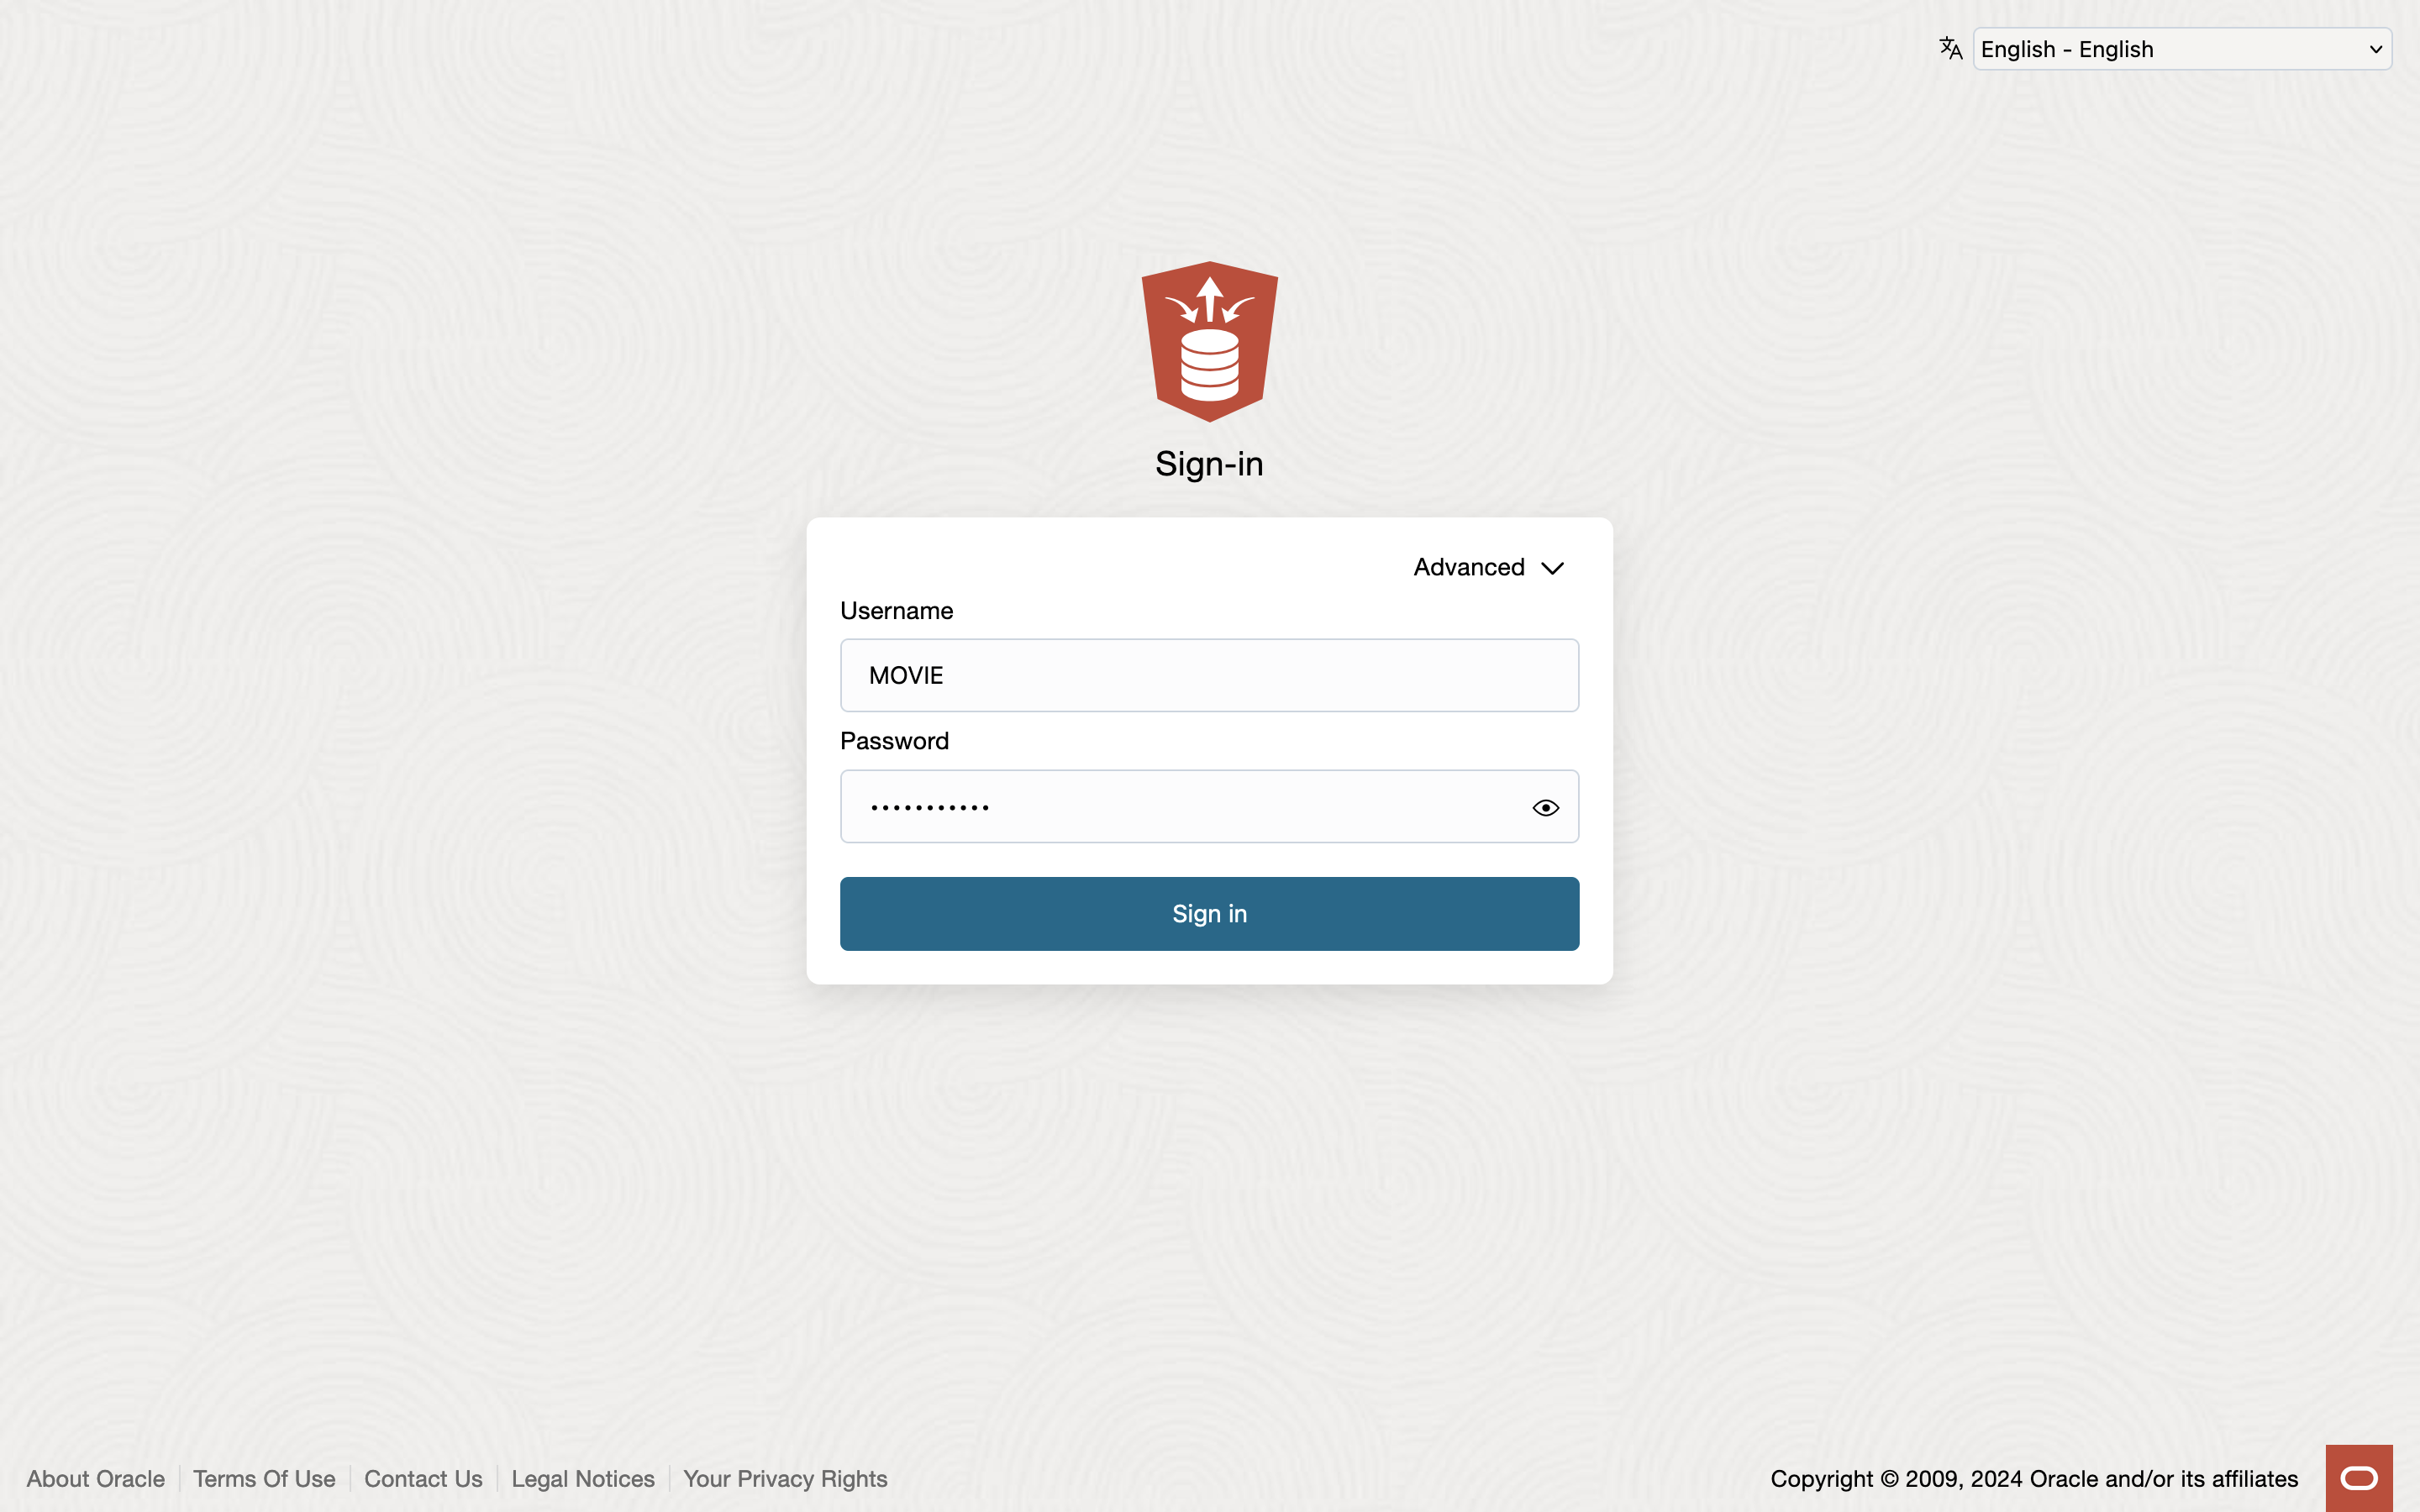 English - English
Sign-in
Advanced
Username
MOVIE
Password
•••••••••••
Sign in
About Oracle
Terms Of Use
Contact Us
Legal Notices
Your Privacy Rights
Copyright © 2009, 2024 Oracle and/or its affiliates